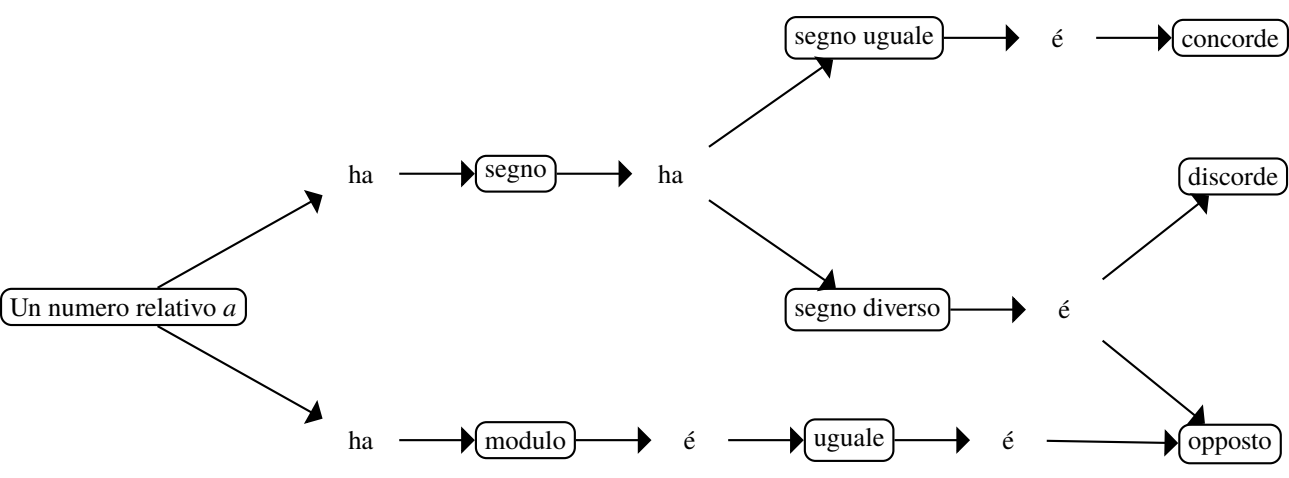 segno uguale
é
concorde
ha
segno
ha
discorde
Un numero relativo a
segno diverso
é
ha
modulo
é
uguale
é
opposto